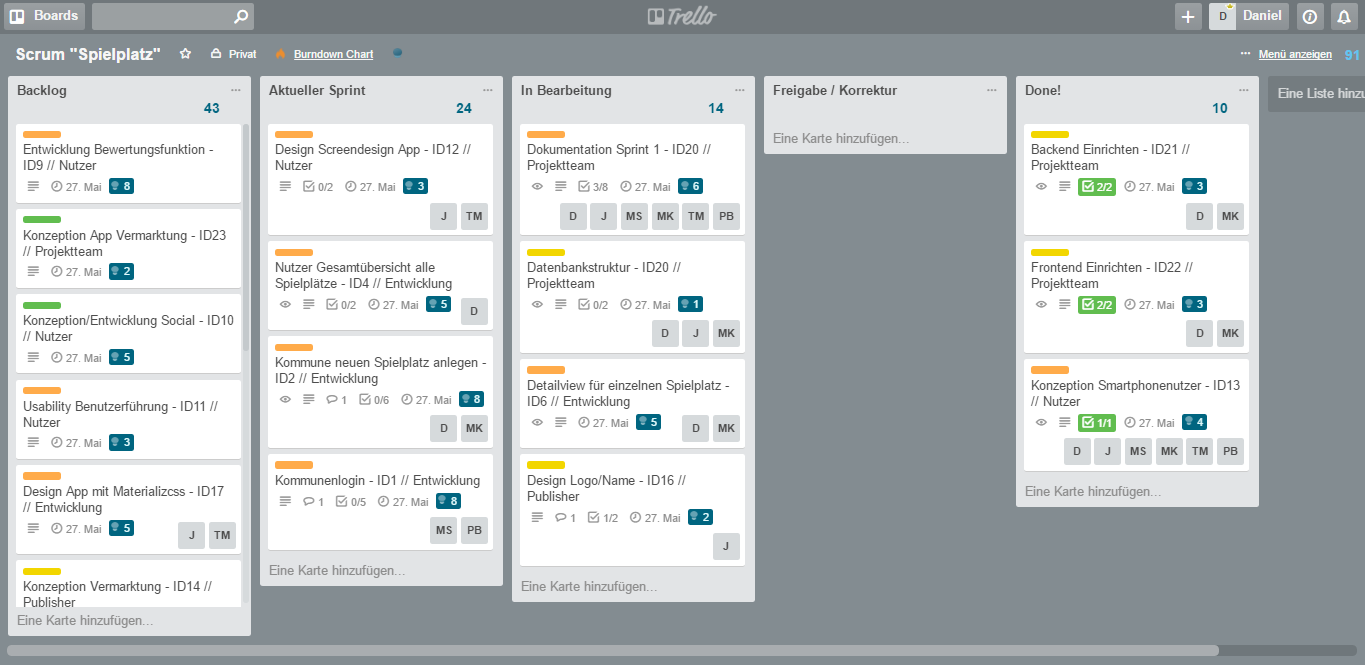 Boards
Trello
D Daniel
Scrum "Spielplatz"
Privat
Burndown Chart
Menü anzeigen
91
Backlog
43
Entwicklung Bewertungsfunktion -
ID9 // Nutzer
27. Mai 8
Konzeption App Vermarktung - ID23
// Projektteam
27. Mai 2
Konzeption/Entwicklung Social - ID10
// Nutzer
27. Mai 5
Usability Benutzerführung - ID11 //
Nutzer
27. Mai 3
Design App mit Materializcss - ID17
// Entwicklung
27. Mai 5
J TM
Konzeption Vermarktung - ID14 //
Publisher
Eine Karte hinzufügen...
Aktueller Sprint
24
Design Screendesign App - ID12 //
Nutzer
0/2 27. Mai 3
J TM
Nutzer Gesamtübersicht alle
Spielplätze - ID4 // Entwicklung
0/2 27. Mai 5
D
Kommune neuen Spielplatz anlegen -
ID2 // Entwicklung
1 0/6 27. Mai 8
D MK
Kommunenlogin - ID1 // Entwicklung
1 0/5 27. Mai 8
MS PB
Eine Karte hinzufügen...
In Bearbeitung
14
Dokumentation Sprint 1 - ID20 //
Projektteam
3/8 27. Mai 6
D J MS MK TM PB
Datenbankstruktur - ID20 //
Projektteam
0/2 27. Mai 1
D J MK
Detailview für einzelnen Spielplatz -
ID6 // Entwicklung
27. Mai 5
D MK
Design Logo/Name - ID16 //
Publisher
1 1/2 27. Mai 2
J
Eine Karte hinzufügen...
Freigabe / Korrektur
Eine Karte hinzufügen...
Done!
10
Backend Einrichten - ID21 //
Projektteam
2/2 27. Mai 3
D MK
Frontend Einrichten - ID22 //
Projektteam
2/2 27. Mai 3
D MK
Konzeption Smartphonenutzer - ID13
// Nutzer
1/1 27. Mai 4
D J MS MK TM PB
Eine Karte hinzufügen...
Eine Liste hinzu